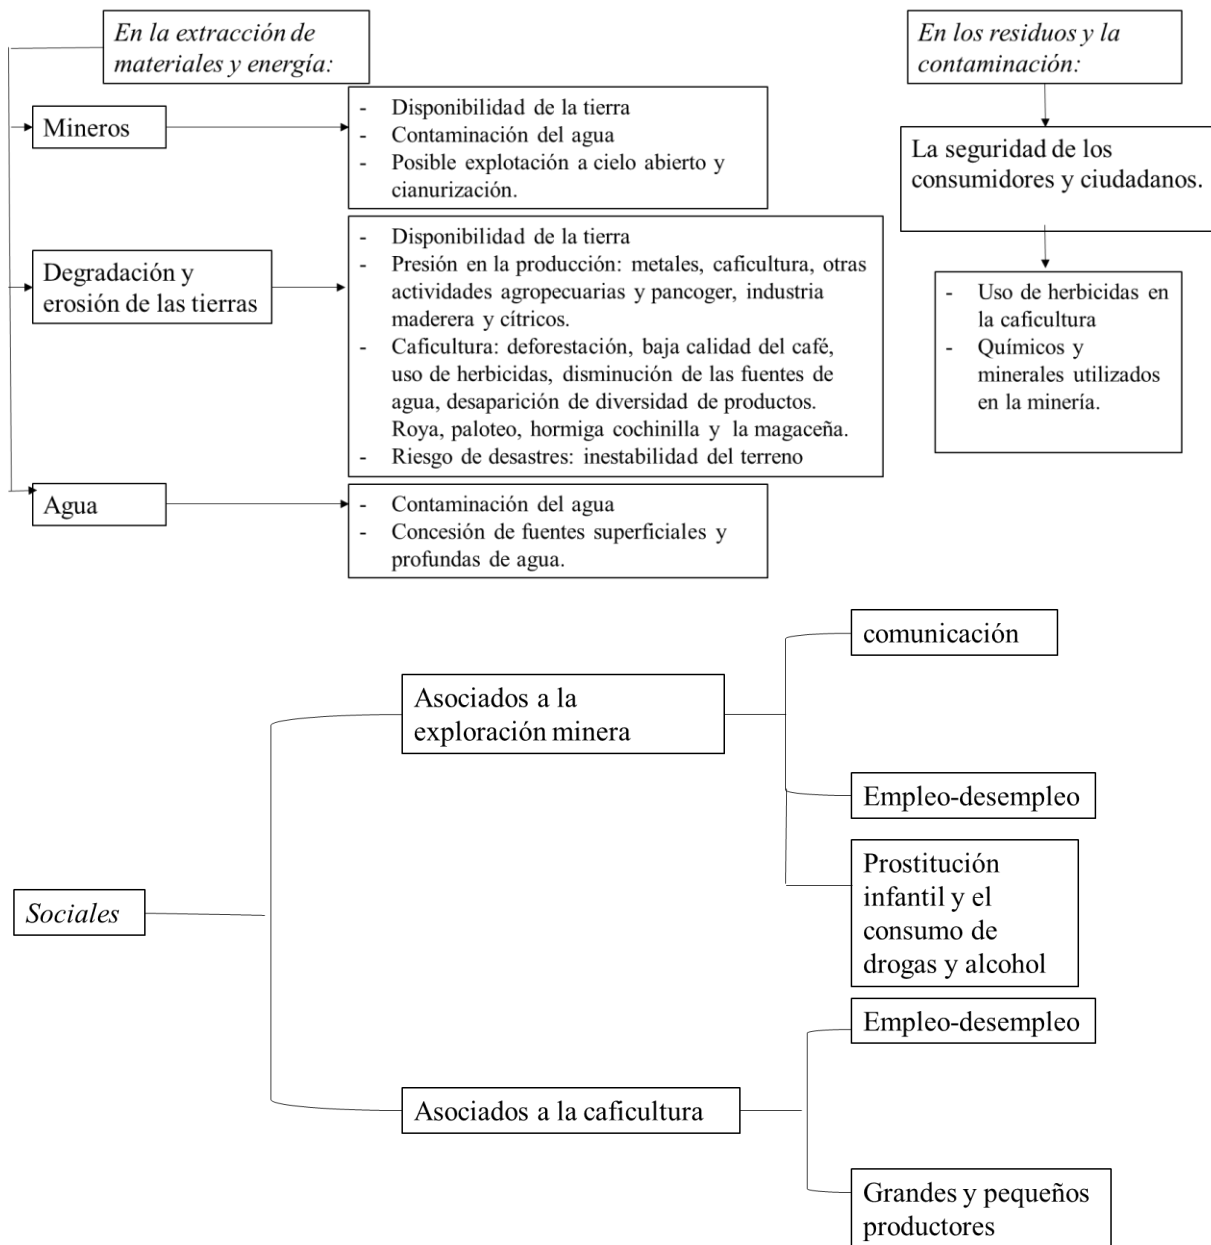 En la extracción de
materiales y energía:
Mineros
- Disponibilidad de la tierra
- Contaminación del agua
- Posible explotación a cielo abierto y
cianurización.
Degradación y
erosión de las tierras
- Disponibilidad de la tierra
- Presión en la producción: metales, caficultura, otras
actividades agropecuarias y pancoger, industria
maderera y cítricos.
- Caficultura: deforestación, baja calidad del café,
uso de herbicidas, disminución de las fuentes de
agua, desaparición de diversidad de productos.
Roya, paloteo, hormiga cochinilla y la magaceña.
- Riesgo de desastres: inestabilidad del terreno
Agua
- Contaminación del agua
- Concesión de fuentes superficiales y
profundas de agua.
En los residuos y la
contaminación:
La seguridad de los
consumidores y ciudadanos.
- Uso de herbicidas en
la caficultura
- Químicos y
minerales utilizados
en la minería.
Sociales
Asociados a la
exploración minera
comunicación
Empleo-desempleo
Prostitución
infantil y el
consumo de
drogas y alcohol
Asociados a la caficultura
Empleo-desempleo
Grandes y pequeños
productores